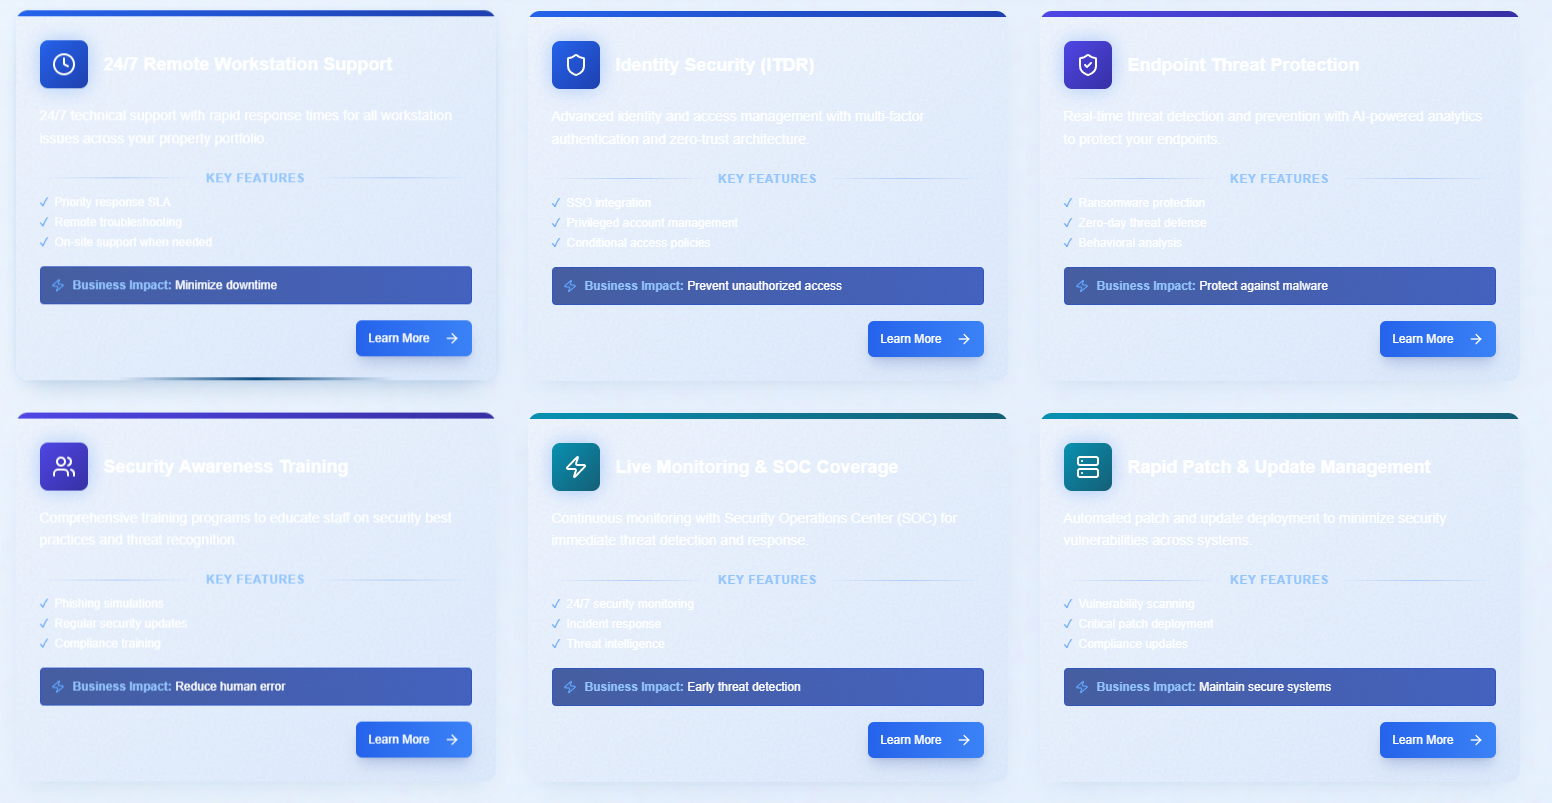 24/7 Remote Workstation Support
24/7 technical support with rapid response times for all workstation
issues across your property portfolio.
KEY FEATURES
✓ Priority response SLA
✓ Remote troubleshooting
✓ On-site support when needed
Business Impact: Minimize downtime
Learn More →
Identity Security (ITDR)
Advanced identity and access management with multi-factor
authentication and zero-trust architecture.
KEY FEATURES
✓ SSO integration
✓ Privileged account management
✓ Conditional access policies
Business Impact: Prevent unauthorized access
Learn More →
Endpoint Threat Protection
Real-time threat detection and prevention with AI-powered analytics
to protect your endpoints.
KEY FEATURES
✓ Ransomware protection
✓ Zero-day threat defense
✓ Behavioral analysis
Business Impact: Protect against malware
Learn More →
Security Awareness Training
Comprehensive training programs to educate staff on security best
practices and threat recognition.
KEY FEATURES
✓ Phishing simulations
✓ Regular security updates
✓ Compliance training
Business Impact: Reduce human error
Learn More →
Live Monitoring & SOC Coverage
Continuous monitoring with Security Operations Center (SOC) for
immediate threat detection and response.
KEY FEATURES
✓ 24/7 security monitoring
✓ Incident response
✓ Threat intelligence
Business Impact: Early threat detection
Learn More →
Rapid Patch & Update Management
Automated patch and update deployment to minimize security
vulnerabilities across systems.
KEY FEATURES
✓ Vulnerability scanning
✓ Critical patch deployment
✓ Compliance updates
Business Impact: Maintain secure systems
Learn More →